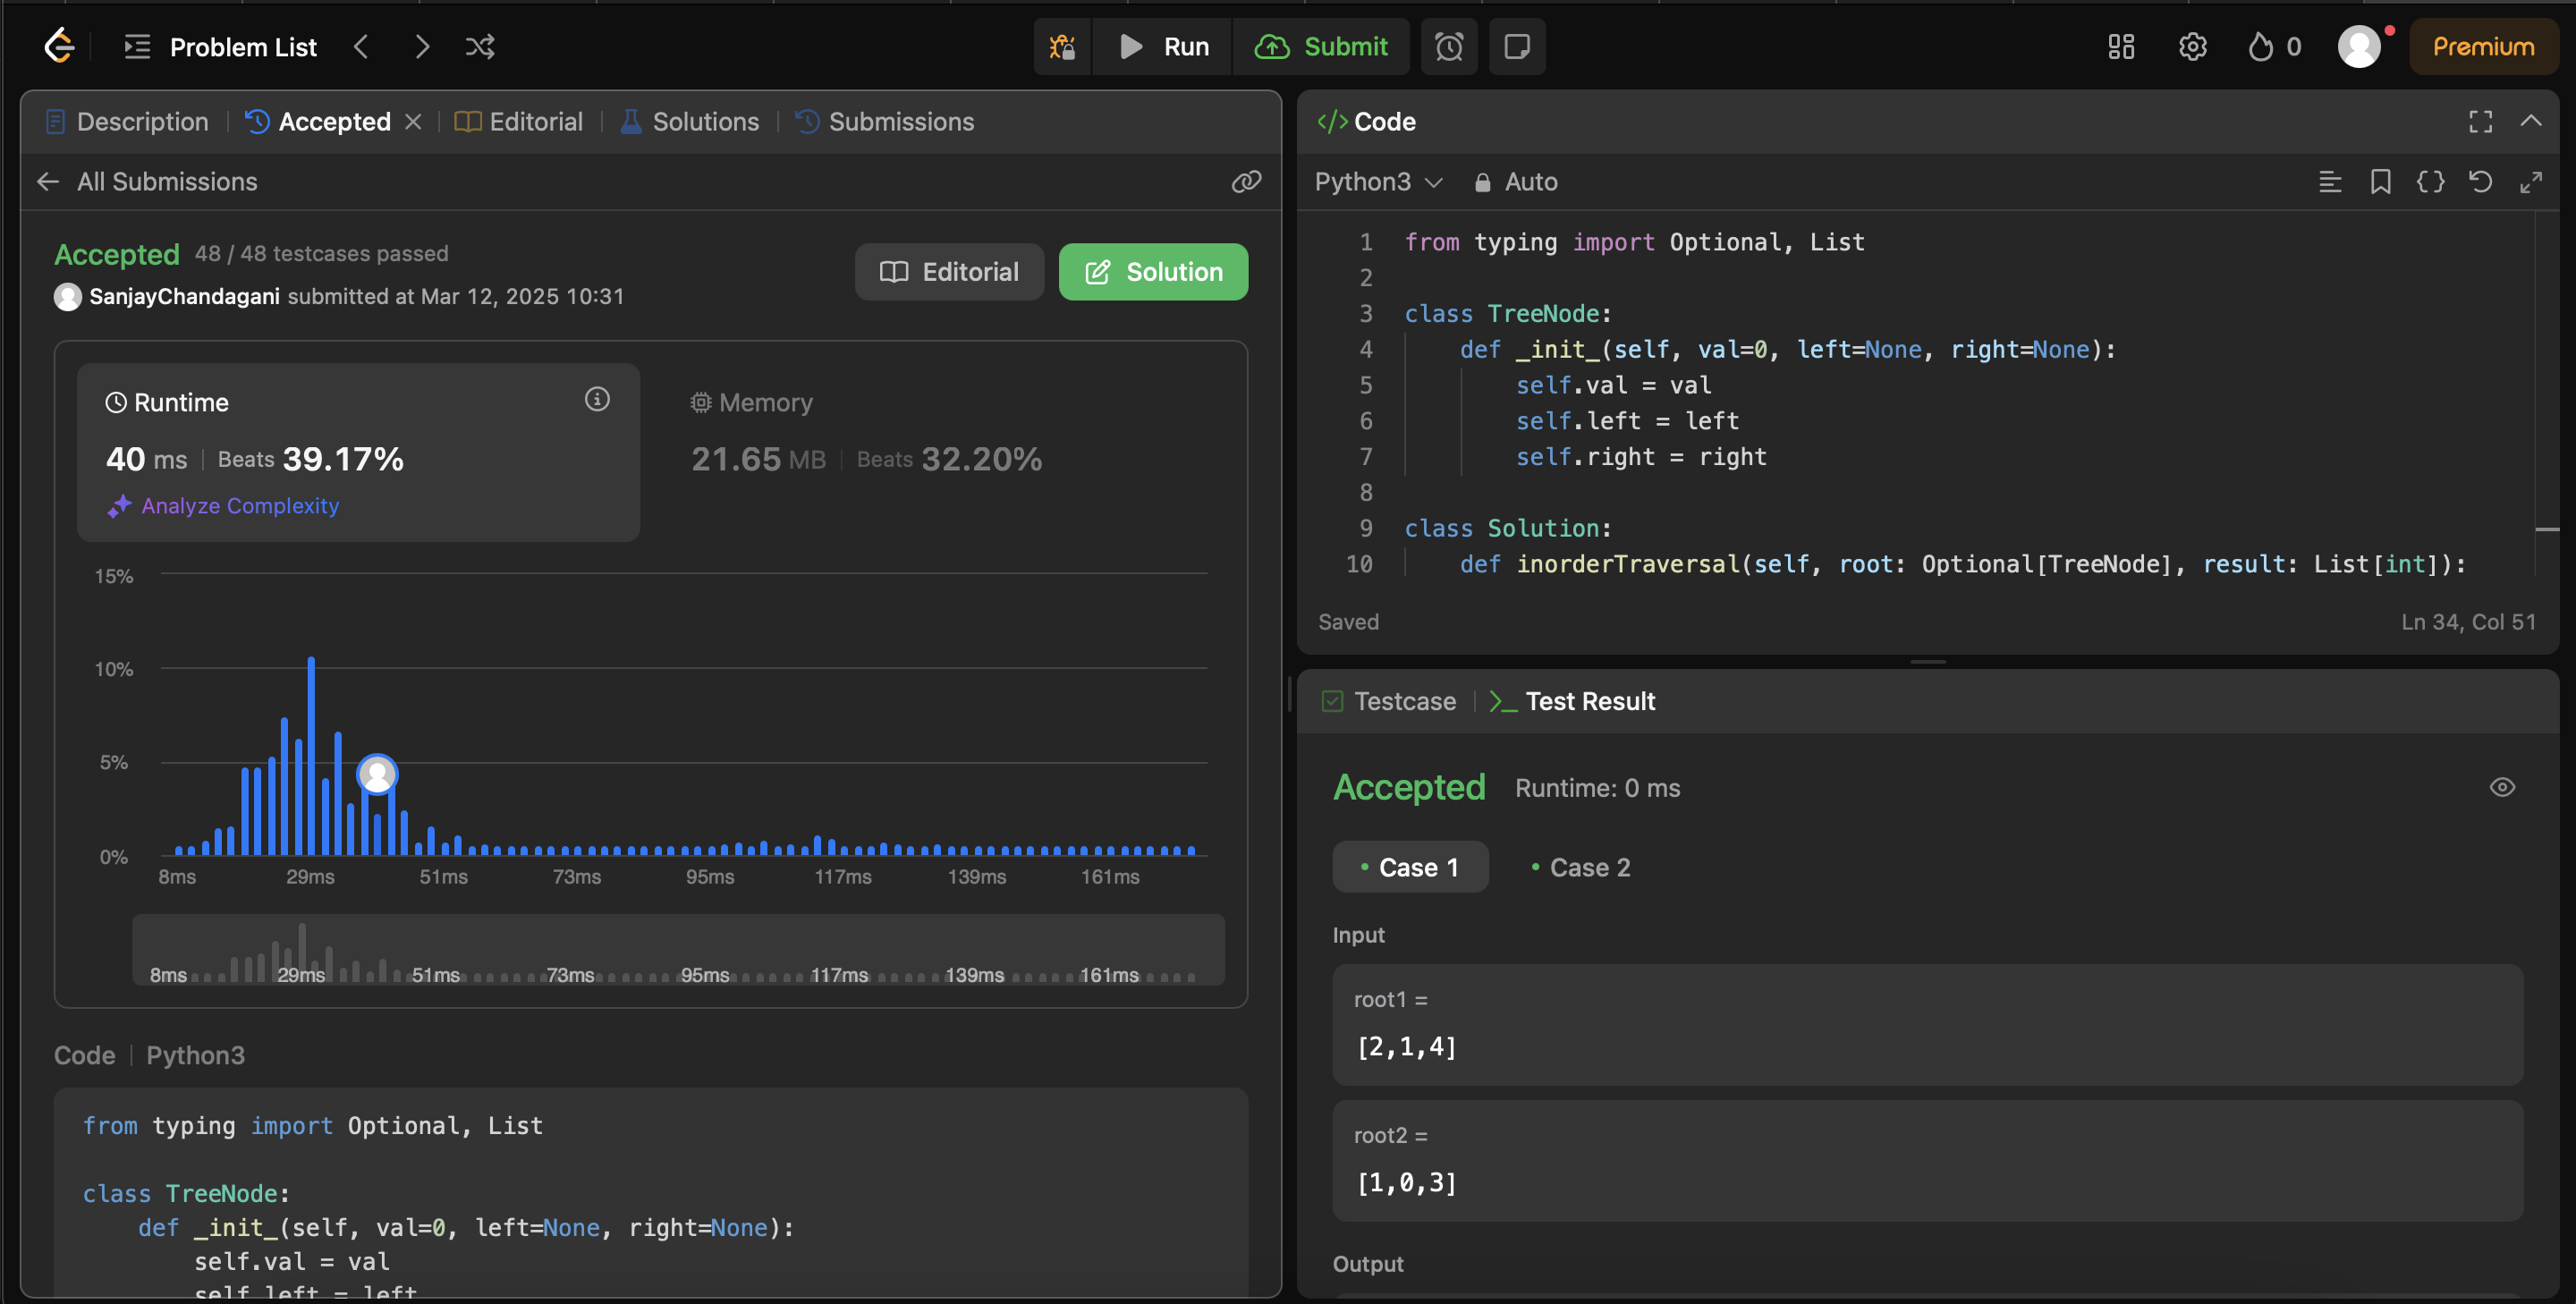 Problem List
Run
Submit
0
Premium
Description
Accepted
Editorial
Solutions
Submissions
All Submissions
Accepted 48 / 48 testcases passed
SanjayChandagani submitted at Mar 12, 2025 10:31
Editorial
Solution
Runtime
40 ms | Beats 39.17%
Analyze Complexity
Memory
21.65 MB | Beats 32.20%
15%
10%
5%
0%
8ms 29ms 51ms 73ms 95ms 117ms 139ms 161ms
8ms 29ms 51ms 73ms 95ms 117ms 139ms 161ms
Code | Python3
from typing import Optional, List
class TreeNode:
def _init_(self, val=0, left=None, right=None):
self.val = val
self.left = left
</> Code
Python3
Auto
1 from typing import Optional, List
2
3 class TreeNode:
4 def _init_(self, val=0, left=None, right=None):
5 self.val = val
6 self.left = left
7 self.right = right
8
9 class Solution:
10 def inorderTraversal(self, root: Optional[TreeNode], result: List[int]):
Saved
Ln 34, Col 51
Testcase
Test Result
Accepted Runtime: 0 ms
Case 1
Case 2
Input
root1 =
[2,1,4]
root2 =
[1,0,3]
Output